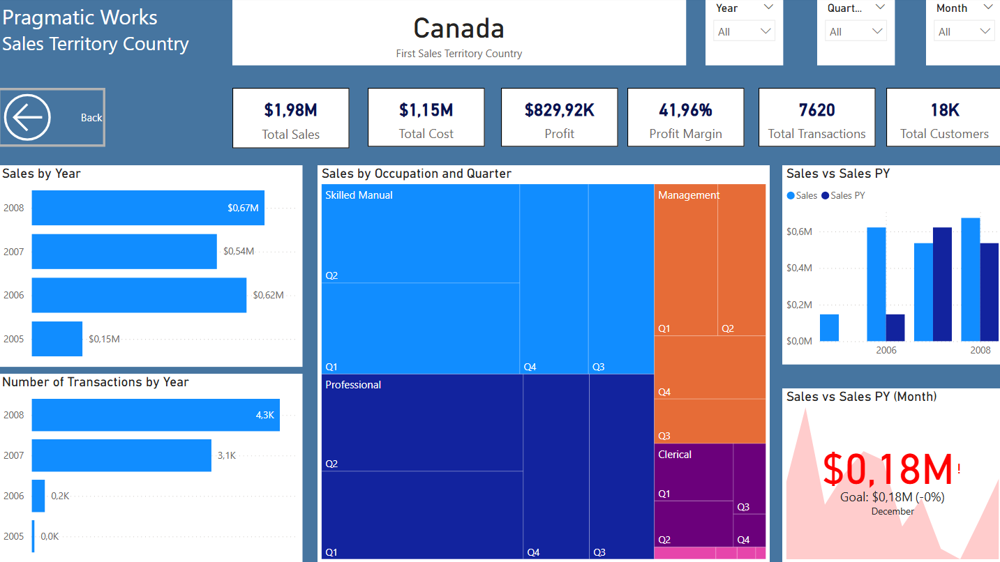 Pragmatic Works
Sales Territory Country
Canada
First Sales Territory Country
Year
All
Quart...
All
Month
All
Back
$1,98M
Total Sales
$1,15M
Total Cost
$829,92K
Profit
41,96%
Profit Margin
7620
Total Transactions
18K
Total Customers
Sales by Year
2008
$0,67M
2007
$0,54M
2006
$0,62M
2005
$0,15M
Number of Transactions by Year
2008
4,3K
2007
3,1K
2006
0,2K
2005
0,0K
Sales by Occupation and Quarter
Skilled Manual
Q2
Q1
Q4
Q3
Professional
Q2
Q1
Q4
Q3
Management
Q1
Q2
Q4
Q3
Clerical
Q1
Q3
Q2
Q4
Sales vs Sales PY
Sales Sales PY
$0,6M
$0,4M
$0,2M
$0,0M
2006
2008
Sales vs Sales PY (Month)
$0,18M!
Goal: $0,18M (-0%)
December